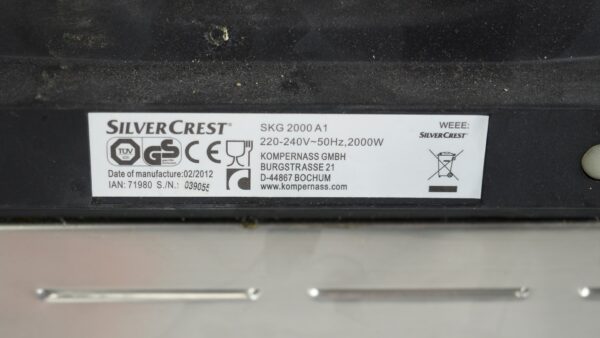 SILVERCREST®
SKG 2000 A1
220-240V~50Hz,2000W
TÜV GS CE
KOMPERNASS GMBH
BURGSTRASSE 21
D-44867 BOCHUM
www.kompernass.com
Date of manufacture:02/2012
IAN: 71980 S./N.: 039055
WEEE:
SILVERCREST®